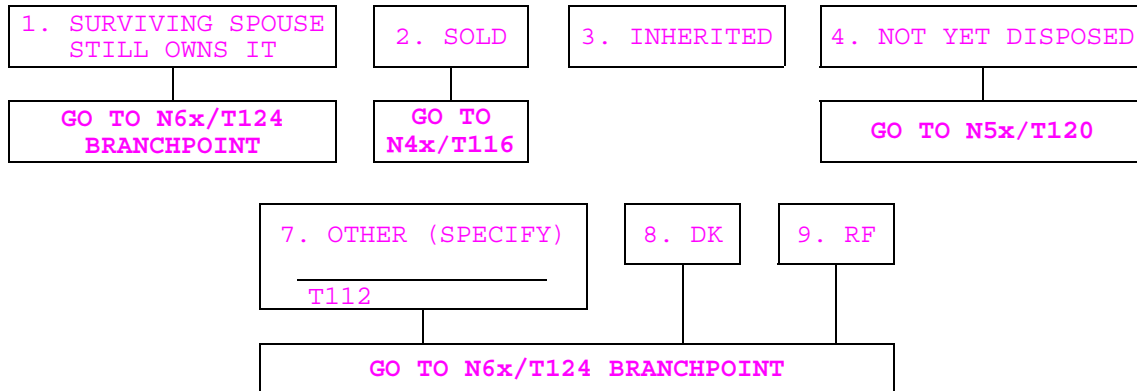 1. SURVIVING SPOUSE
STILL OWNS IT
2. SOLD
3. INHERITED
4. NOT YET DISPOSED
GO TO N6x/T124
BRANCHPOINT
GO TO
N4x/T116
GO TO N5x/T120
7. OTHER (SPECIFY)
T112
8. DK
9. RF
GO TO N6x/T124 BRANCHPOINT